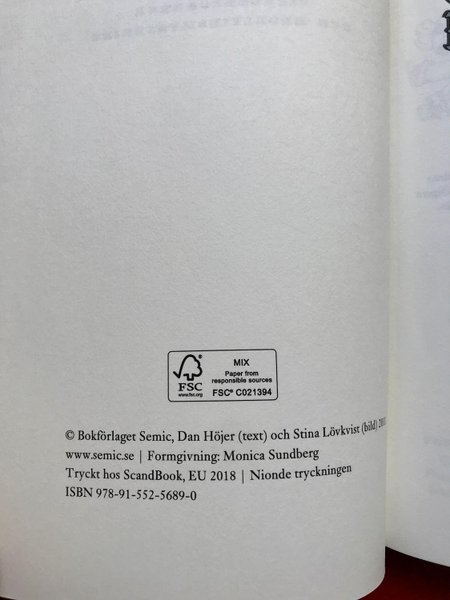 FSC
www.fsc.org
MIX
Paper from
responsible sources
FSC® C021394
© Bokförlaget Semic, Dan Höjer (text) och Stina Lövkvist (bild)
www.semic.se | Formgivning: Monica Sundberg
Tryckt hos ScandBook, EU 2018 | Nionde tryckningen
ISBN 978-91-552-5689-0